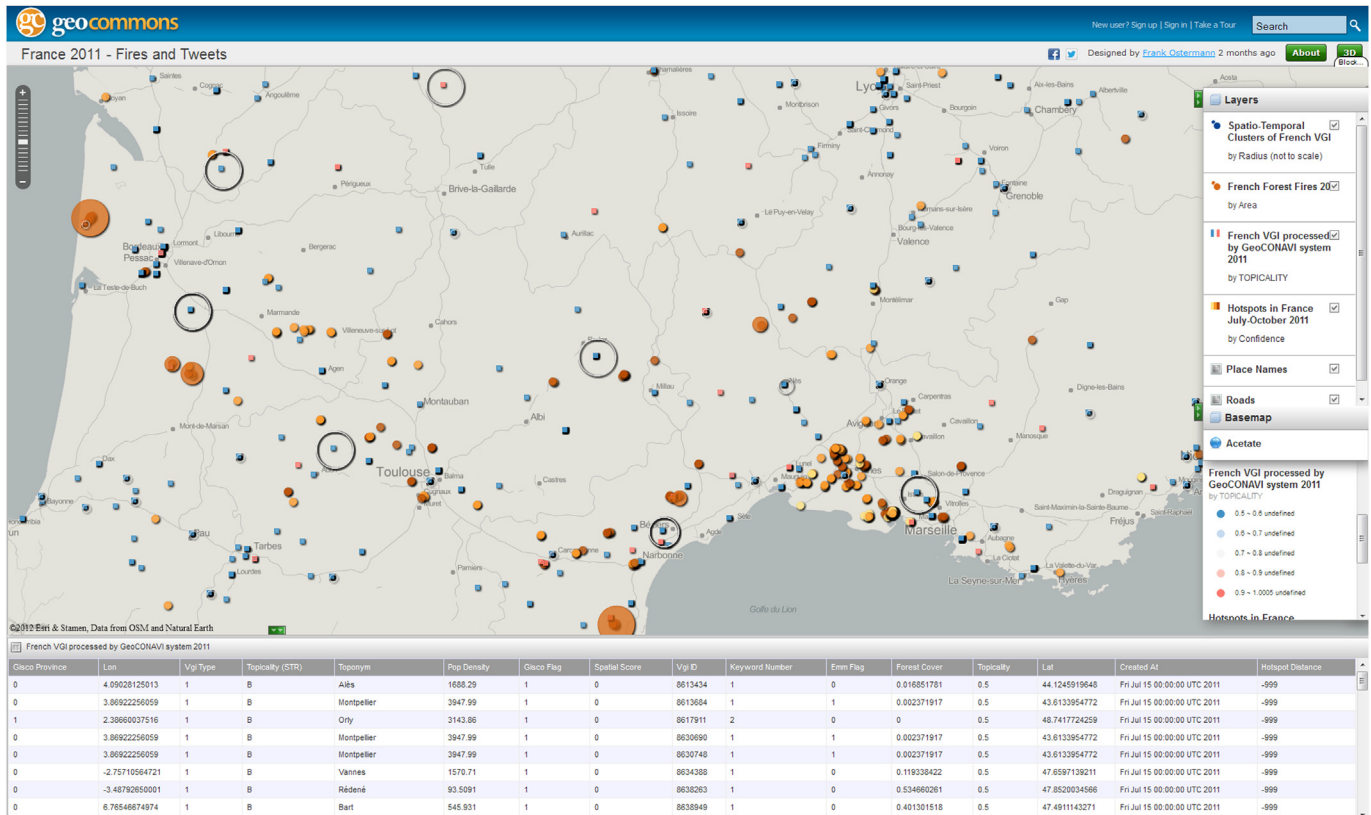 geocommons
New user? Sign up | Sign in | Take a Tour
Search
France 2011 - Fires and Tweets
Designed by Frank Ostermann 2 months ago
About
3D
Block...
Saintes
Cognac
Angoulême
Issoire
Montbrison
Saint-Priest
Givors
Bourgoin
Aix-les-Bains
Albertville
Chambéry
Aosta
Firminy
Annonay
Voiron
Fontaine
Grenoble
Tulle
Périgueux
Brive-la-Gaillarde
Le Puy-en-Velay
Valence
Aurillac
Libourne
Lormont
Bordeaux
Pessac
Villenave-d'Ornon
Bergerac
La Teste-de-Buch
Marmande
Cahors
Montélimar
Gap
Agen
Montauban
Millau
Albi
Orange
Carpentras
Cavaillon
Digne-les-Bains
Manosque
Mont-de-Marsan
Dax
Toulouse
Balma
Cugnaux
Muret
Castres
Lunel
Salon-de-Provence
Vitrolles
Marseille
Aubagne
La Ciotat
Saint-Maximin-la-Sainte-Baume
Draguignan
Fréjus
Saint-Raphael
Bayonne
Pau
Tarbes
Lourdes
Pamiers
Narbonne
Agde
La Seyne-sur-Mer
La Valette-du-Var
Hyères
Golfe du Lion
©2012 Esri & Stamen, Data from OSM and Natural Earth
Layers
Spatio-Temporal
Clusters of French VGI
by Radius (not to scale)
French Forest Fires 20
by Area
French VGI processed
by GeoCONAVI system
2011
by TOPICALITY
Hotspots in France
July-October 2011
by Confidence
Place Names
Roads
Basemap
Acetate
French VGI processed by
GeoCONAVI system 2011
by TOPICALITY
0.5 ~ 0.6 undefined
0.6 ~ 0.7 undefined
0.7 ~ 0.8 undefined
0.8 ~ 0.9 undefined
0.9 ~ 1.0005 undefined
Hotspots in France
French VGI processed by GeoCONAVI system 2011
Gisco Province Lon Vgi Type Topicality (STR) Toponym Pop Density Gisco Flag Spatial Score Vgi ID Keyword Number Emm Flag Forest Cover Topicality Lat Created At Hotspot Distance
0 4.09028125013 1 B Alès 1688.29 1 0 8613434 1 0 0.016851781 0.5 44.1245919648 Fri Jul 15 00:00:00 UTC 2011 -999
0 3.86922256059 1 B Montpellier 3947.99 1 0 8613684 1 1 0.002371917 0.5 43.6133954772 Fri Jul 15 00:00:00 UTC 2011 -999
1 2.38660037516 1 B Orly 3143.86 1 0 8617911 2 0 0 0.5 48.7417724259 Fri Jul 15 00:00:00 UTC 2011 -999
0 3.86922256059 1 B Montpellier 3947.99 1 0 8630690 1 1 0.002371917 0.5 43.6133954772 Fri Jul 15 00:00:00 UTC 2011 -999
0 3.86922256059 1 B Montpellier 3947.99 1 0 8630748 1 1 0.002371917 0.5 43.6133954772 Fri Jul 15 00:00:00 UTC 2011 -999
0 -2.75710564721 1 B Vannes 1570.71 1 0 8634388 1 0 0.119338422 0.5 47.6597139211 Fri Jul 15 00:00:00 UTC 2011 -999
0 -3.48792650001 1 B Rédené 93.5091 1 0 8638263 1 0 0.534660261 0.5 47.8520034566 Fri Jul 15 00:00:00 UTC 2011 -999
0 6.76546674974 1 B Bart 545.931 1 0 8638949 1 0 0.401301518 0.5 47.4911143271 Fri Jul 15 00:00:00 UTC 2011 -999